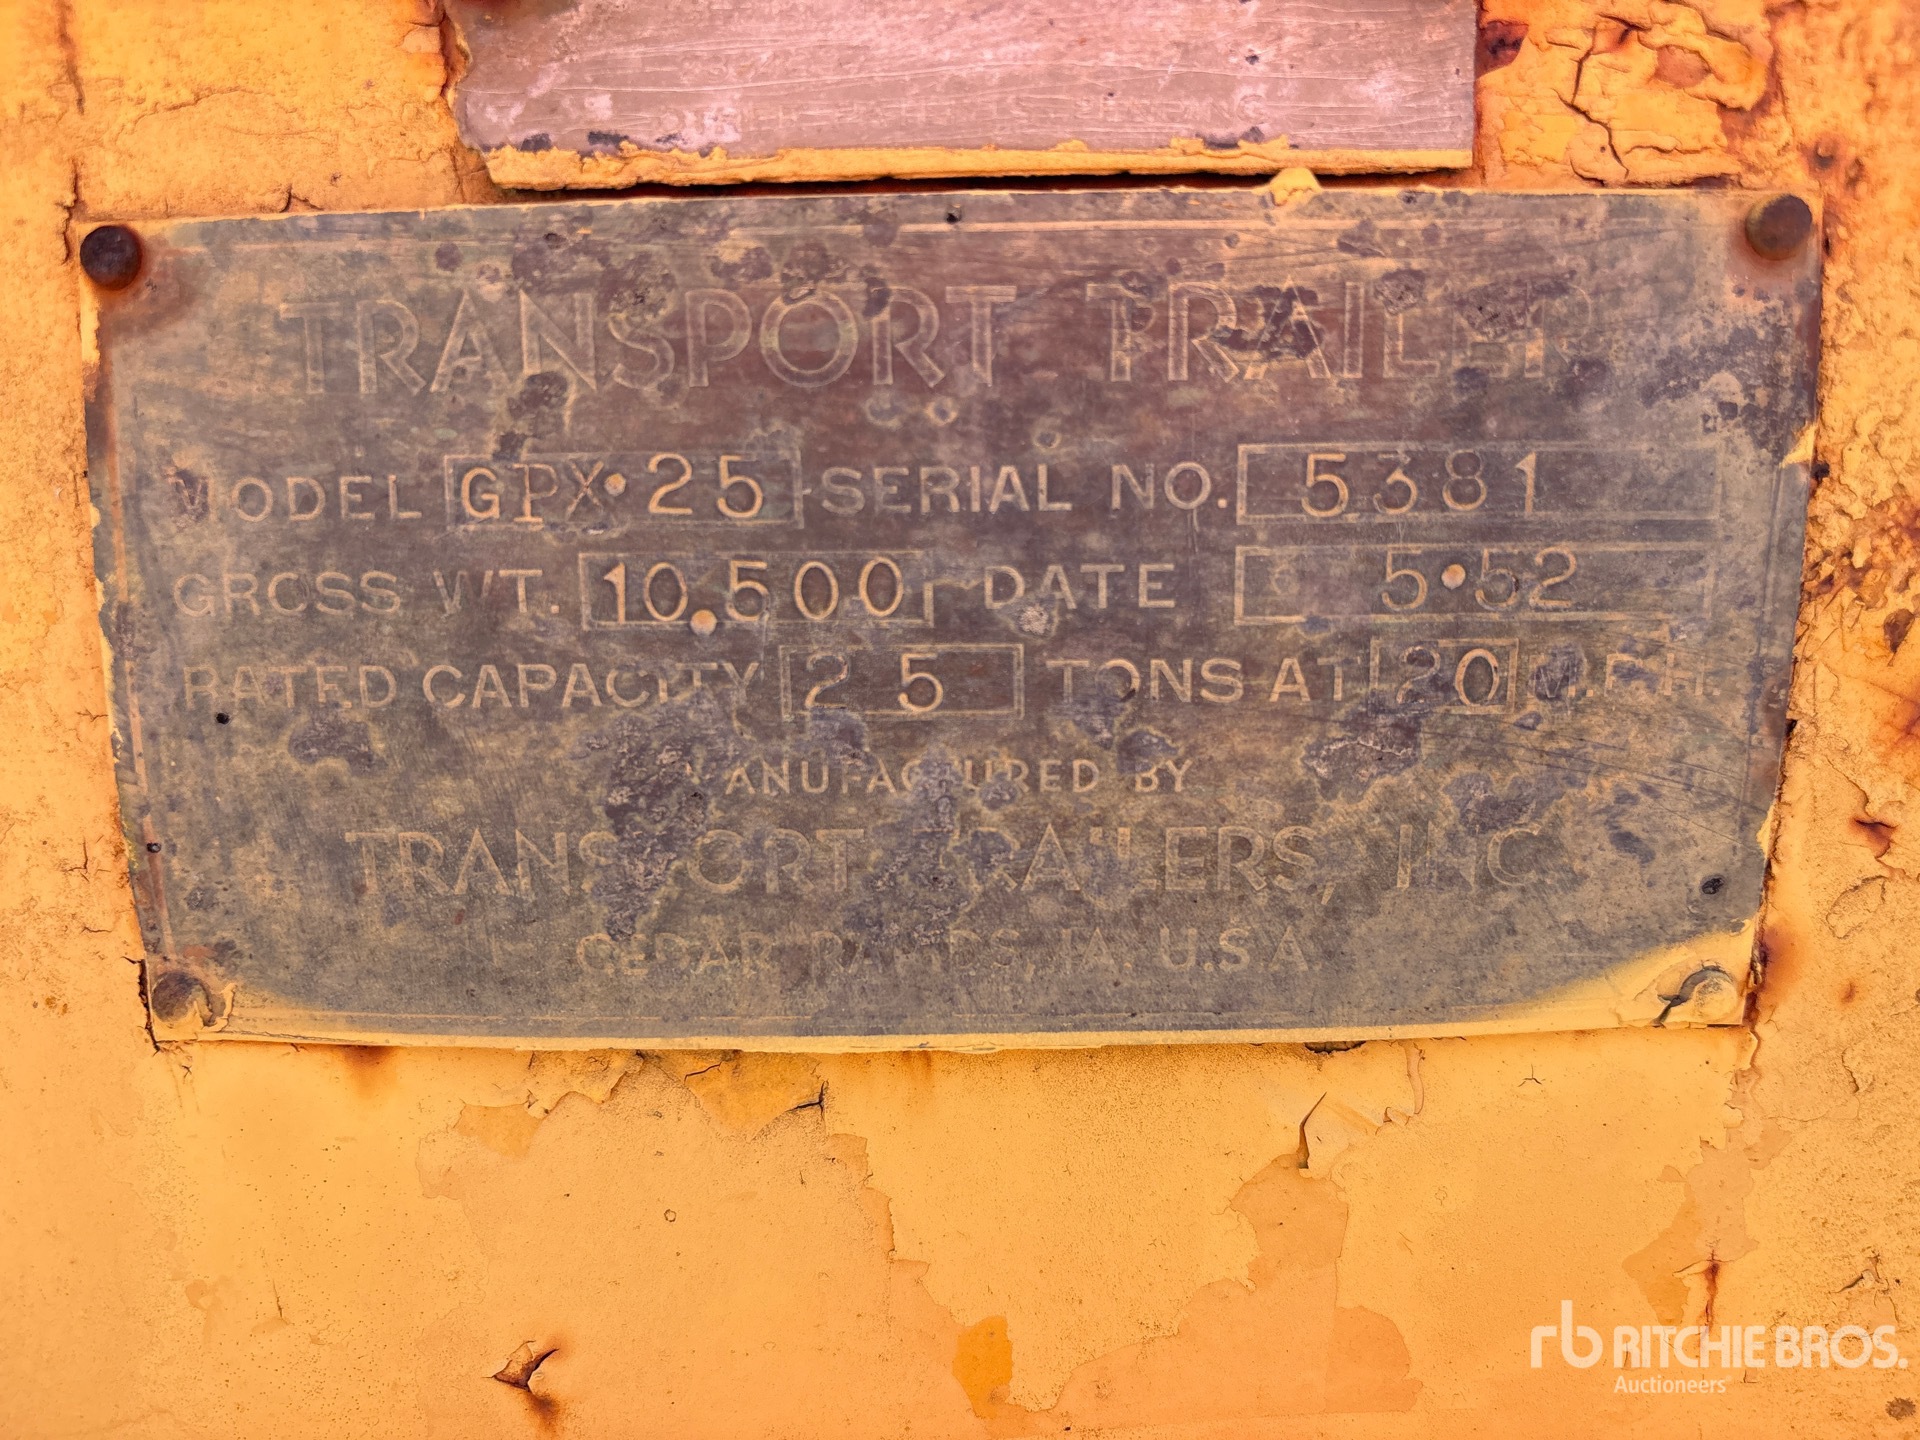 TRANSPORT TRAILER
MODEL GPX•25 SERIAL NO. 5381
GROSS WT. 10.500 DATE 5•52
RATED CAPACITY 25 TONS AT 20 M.P.H.
MANUFACTURED BY
TRANSPORT TRAILERS, INC.
CEDAR RAPIDS, IA. U.S.A.
rb RITCHIE BROS.
Auctioneers